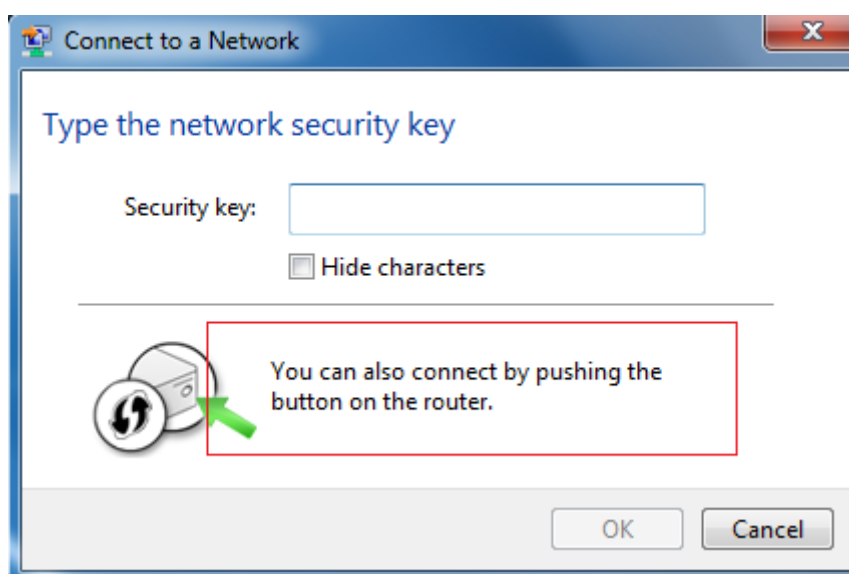 Connect to a Network
Type the network security key
Security key:
Hide characters
You can also connect by pushing the
button on the router.
OK
Cancel